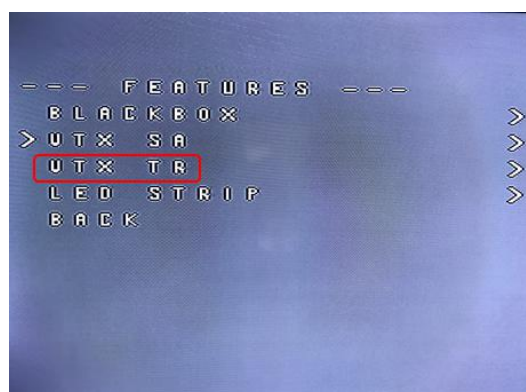 --- FEATURES ---
BLACKBOX >
> VTX SA >
VTX TR >
LED STRIP >
BACK